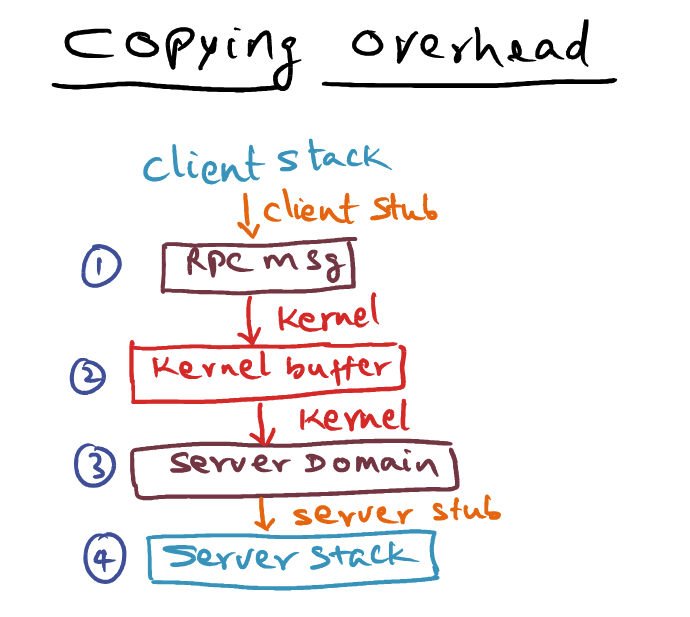 Copying Overhead
Client stack
client stub
① RPC msg
Kernel
② Kernel buffer
Kernel
③ Server Domain
server stub
④ Server stack